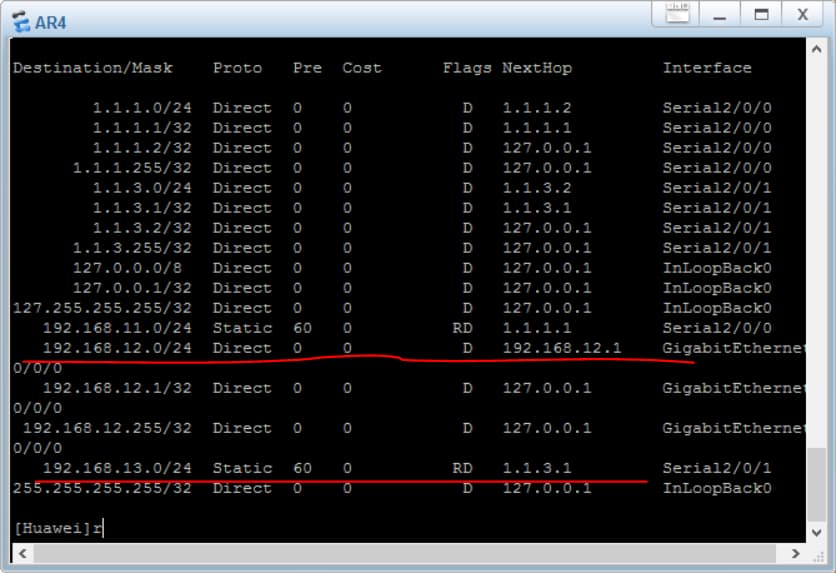 AR4
Destination/Mask Proto Pre Cost Flags NextHop Interface
1.1.1.0/24 Direct 0 0 D 1.1.1.2 Serial2/0/0
1.1.1.1/32 Direct 0 0 D 1.1.1.1 Serial2/0/0
1.1.1.2/32 Direct 0 0 D 127.0.0.1 Serial2/0/0
1.1.1.255/32 Direct 0 0 D 127.0.0.1 Serial2/0/0
1.1.3.0/24 Direct 0 0 D 1.1.3.2 Serial2/0/1
1.1.3.1/32 Direct 0 0 D 1.1.3.1 Serial2/0/1
1.1.3.2/32 Direct 0 0 D 127.0.0.1 Serial2/0/1
1.1.3.255/32 Direct 0 0 D 127.0.0.1 Serial2/0/1
127.0.0.0/8 Direct 0 0 D 127.0.0.1 InLoopBack0
127.0.0.1/32 Direct 0 0 D 127.0.0.1 InLoopBack0
127.255.255.255/32 Direct 0 0 D 127.0.0.1 InLoopBack0
192.168.11.0/24 Static 60 0 RD 1.1.1.1 Serial2/0/0
192.168.12.0/24 Direct 0 0 D 192.168.12.1 GigabitEthernet
0/0/0
192.168.12.1/32 Direct 0 0 D 127.0.0.1 GigabitEthernet
0/0/0
192.168.12.255/32 Direct 0 0 D 127.0.0.1 GigabitEthernet
0/0/0
192.168.13.0/24 Static 60 0 RD 1.1.3.1 Serial2/0/1
255.255.255.255/32 Direct 0 0 D 127.0.0.1 InLoopBack0
[Huawei]r